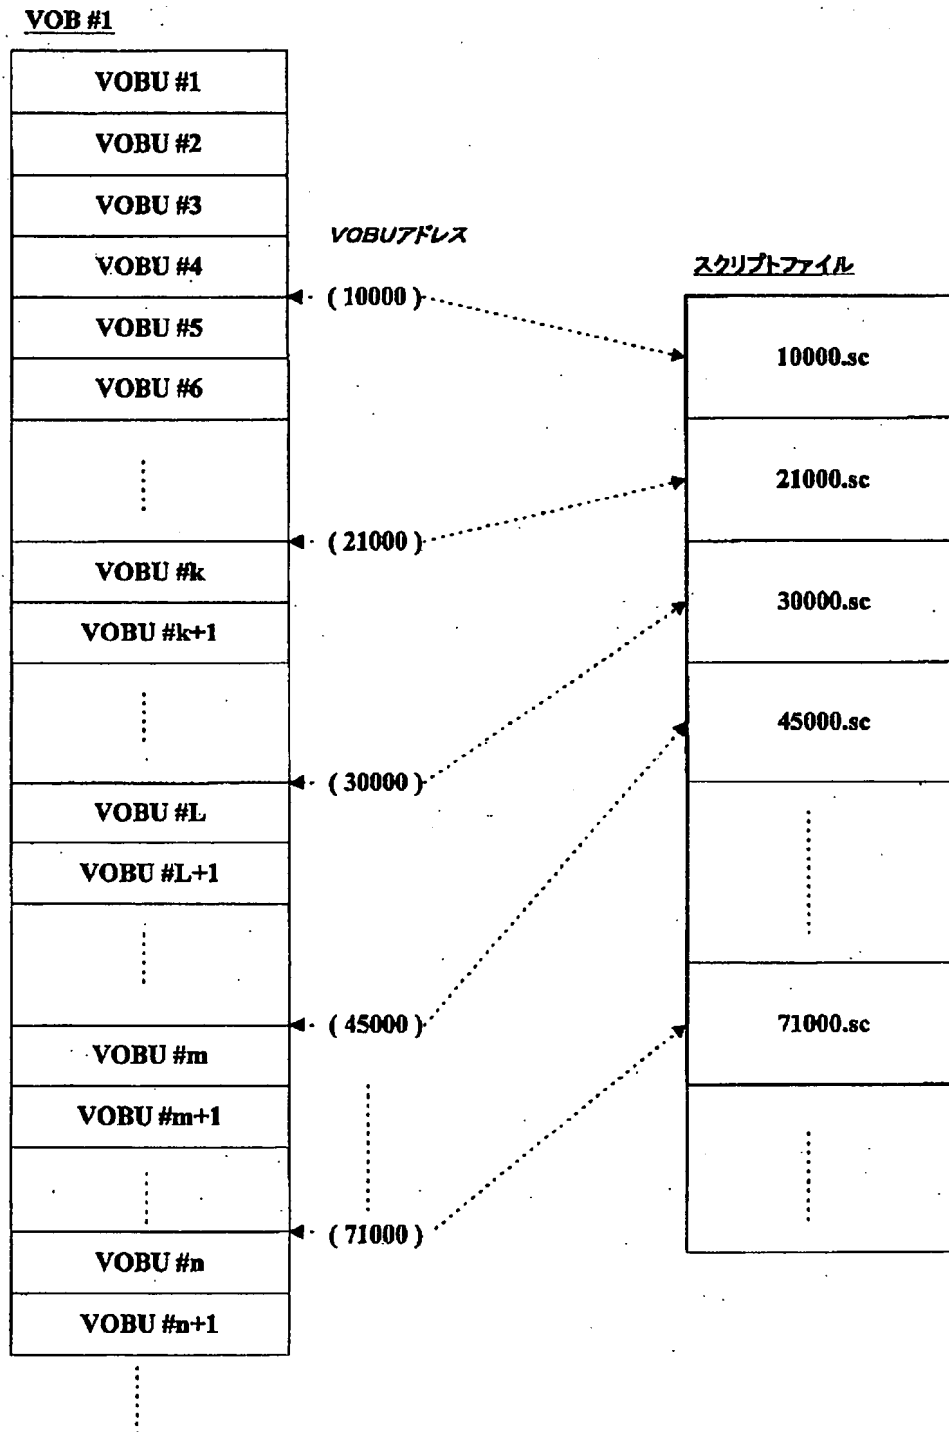 VOB #1
VOBU #1
VOBU #2
VOBU #3
VOBU #4
VOBU #5
VOBU #6
VOBU #k
VOBU #k+1
VOBU #L
VOBU #L+1
VOBU #m
VOBU #m+1
VOBU #n
VOBU #n+1
VOBUアドレス
( 10000 )
( 21000 )
( 30000 )
( 45000 )
( 71000 )
スクリプトファイル
10000.sc
21000.sc
30000.sc
45000.sc
71000.sc